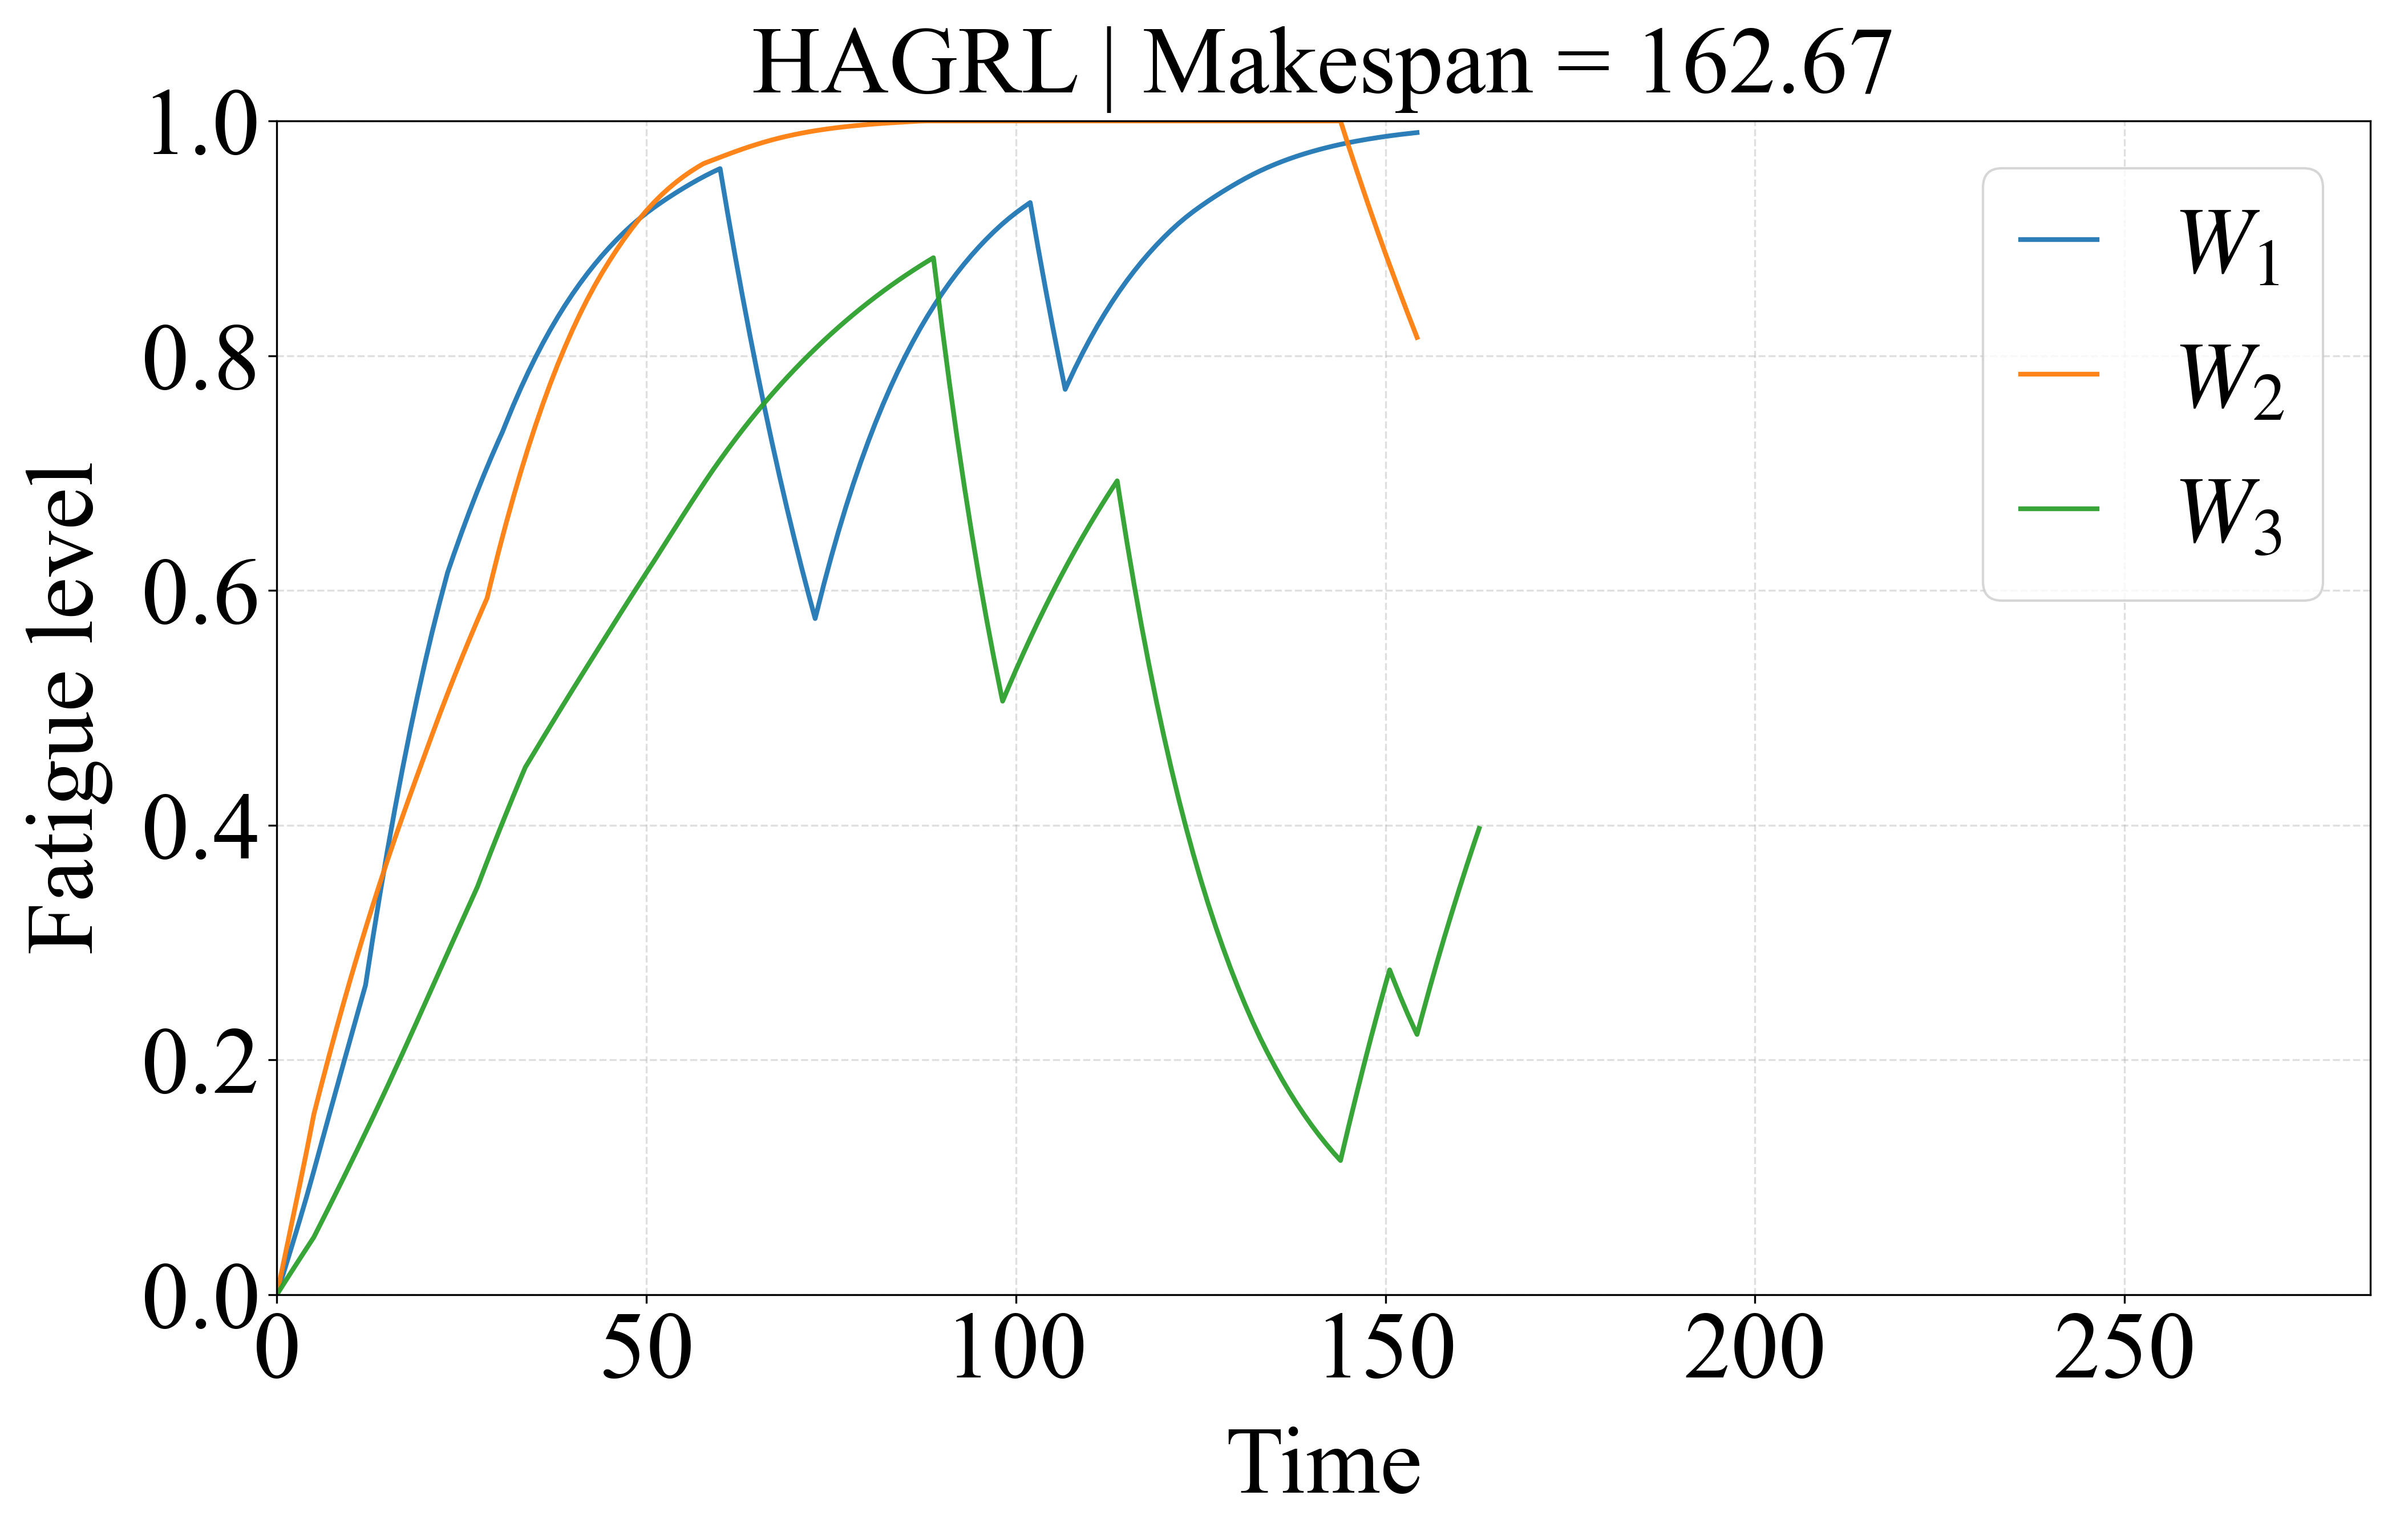 HAGRL | Makespan = 162.67
Fatigue level
1.0
0.8
0.6
0.4
0.2
0.0
0 50 100 150 200 250
Time
W₁
W₂
W₃